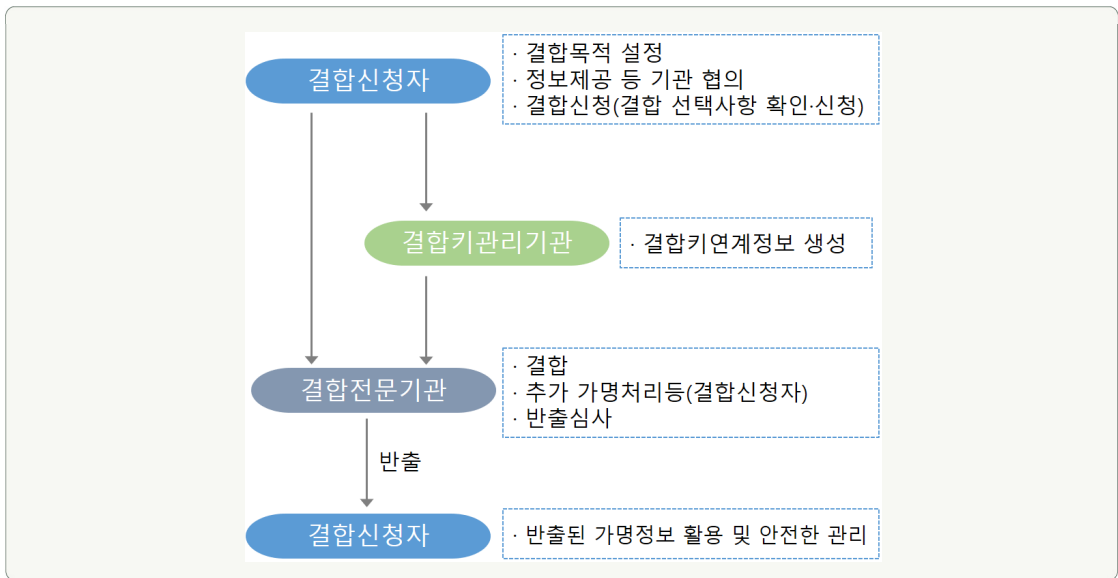 결합신청자
· 결합목적 설정
· 정보제공 등 기관 협의
· 결합신청(결합 선택사항 확인·신청)
결합키관리기관
· 결합키연계정보 생성
결합전문기관
· 결합
· 추가 가명처리등(결합신청자)
· 반출심사
반출
결합신청자
· 반출된 가명정보 활용 및 안전한 관리